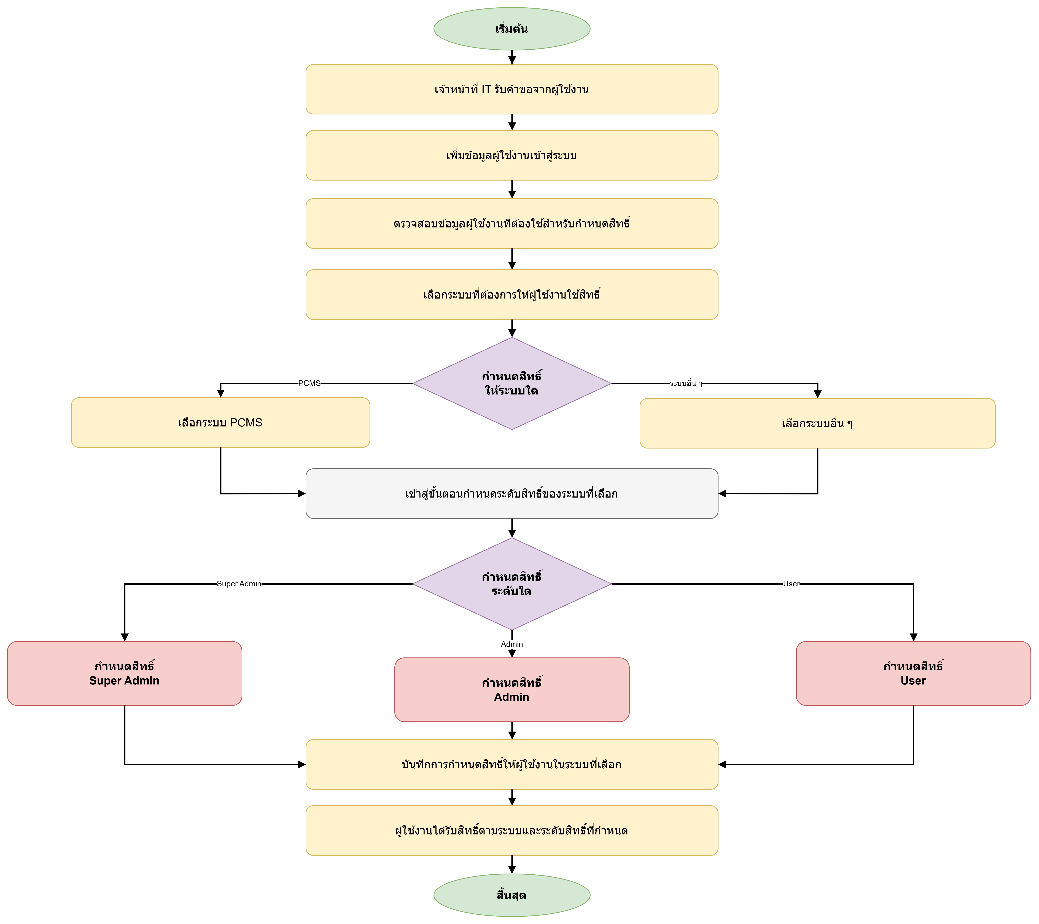 เริ่มต้น
เจ้าหน้าที่ IT รับคำขอจากผู้ใช้งาน
เพิ่มข้อมูลผู้ใช้งานเข้าสู่ระบบ
ตรวจสอบข้อมูลผู้ใช้งานที่ต้องใช้สำหรับกำหนดสิทธิ์
เลือกระบบที่ต้องการให้ผู้ใช้งานใช้สิทธิ์
กำหนดสิทธิ์
ให้ระบบใด
PCMS
ระบบอื่น ๆ
เลือกระบบ PCMS
เลือกระบบอื่น ๆ
เข้าสู่ขั้นตอนกำหนดระดับสิทธิ์ของระบบที่เลือก
กำหนดสิทธิ์
ระดับใด
Super Admin
User
Admin
กำหนดสิทธิ์
Super Admin
กำหนดสิทธิ์
Admin
กำหนดสิทธิ์
User
บันทึกการกำหนดสิทธิ์ให้ผู้ใช้งานในระบบที่เลือก
ผู้ใช้งานได้รับสิทธิ์ตามระบบและระดับสิทธิ์ที่กำหนด
สิ้นสุด